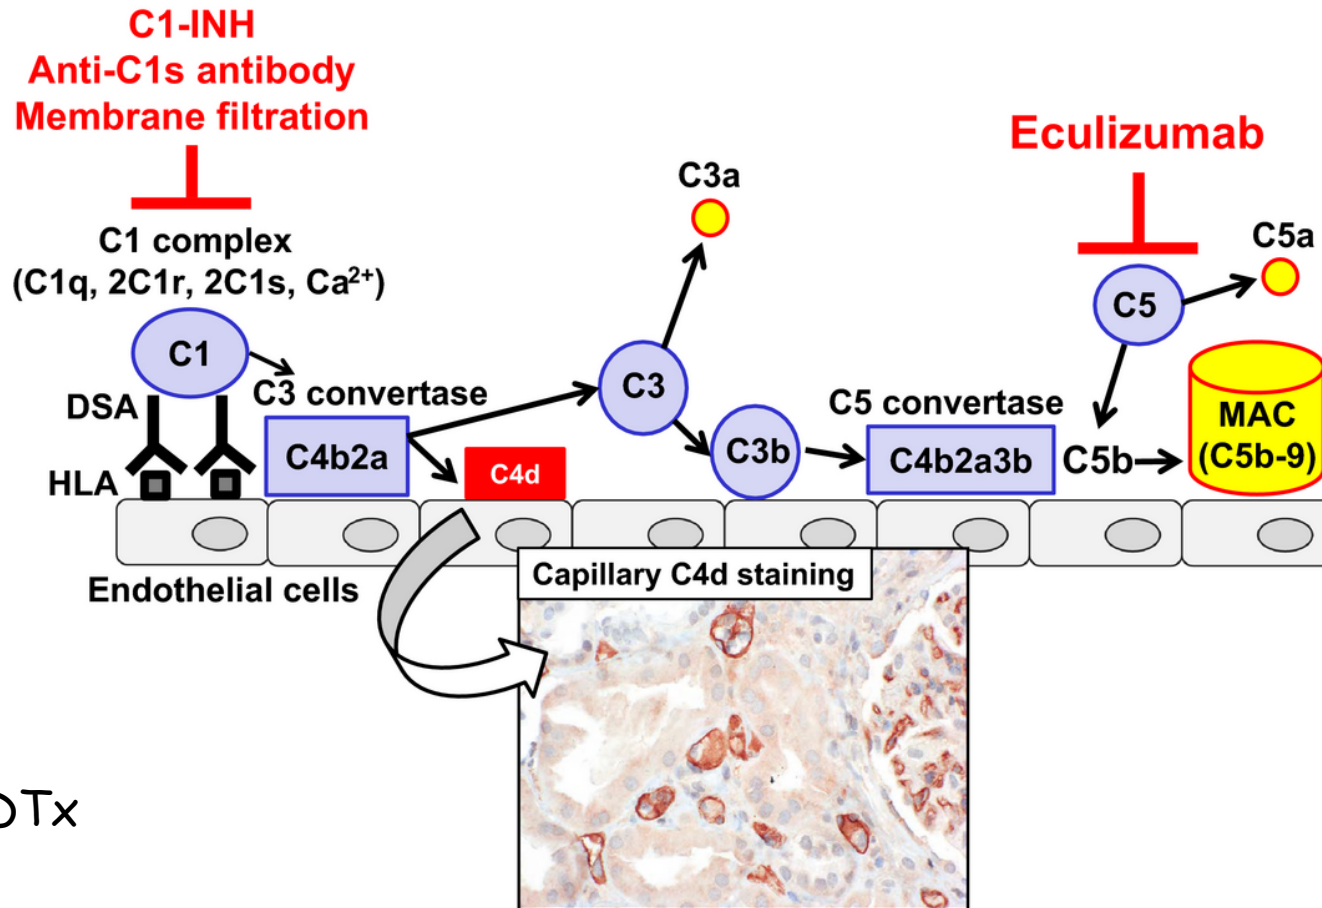 C1-INH
Anti-C1s antibody
Membrane filtration
Eculizumab
C3a
C5a
C1 complex
(C1q, 2C1r, 2C1s, Ca²⁺)
C5
C1
C3 convertase
C3
C5 convertase
MAC
(C5b-9)
DSA
C4b2a
C4d
C3b
C4b2a3b
C5b
HLA
Endothelial cells
Capillary C4d staining
Tx